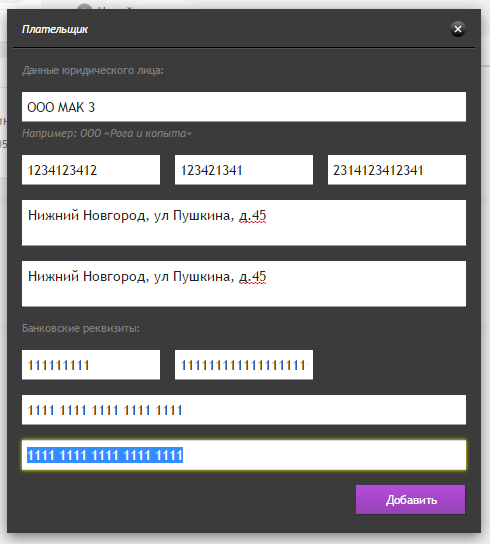 Плательщик
Данные юридического лица:
ООО МАК 3
Например: ООО «Рога и копыта»
1234123412 123421341 2314123412341
Нижний Новгород, ул Пушкина, д.45
Нижний Новгород, ул Пушкина, д.45
Банковские реквизиты:
111111111 111111111111111111
1111 1111 1111 1111 1111
1111 1111 1111 1111 1111
Добавить